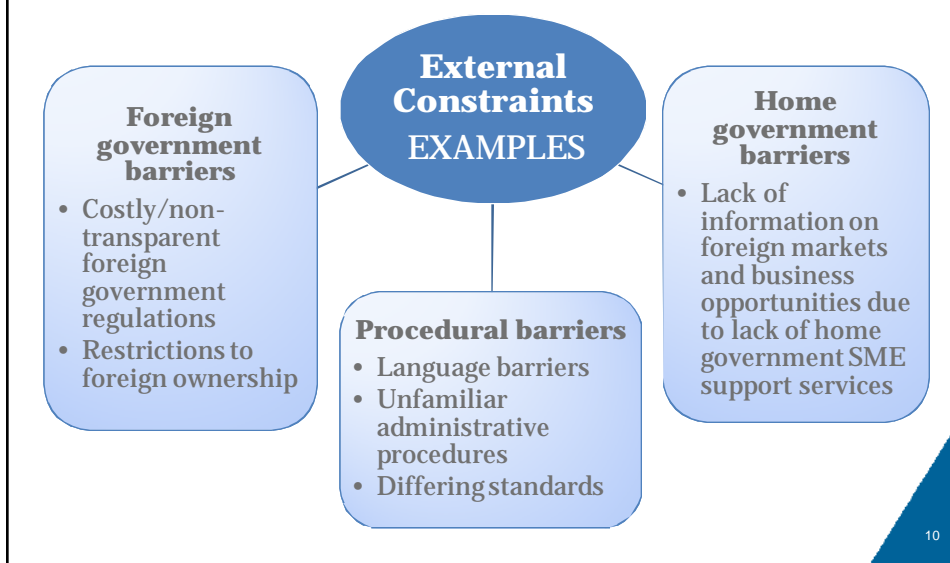 External
Constraints
EXAMPLES
Foreign
government
barriers
• Costly/non-
transparent
foreign
government
regulations
• Restrictions to
foreign ownership
Procedural barriers
• Language barriers
• Unfamiliar
administrative
procedures
• Differing standards
Home
government
barriers
• Lack of
information on
foreign markets
and business
opportunities due
to lack of home
government SME
support services
10